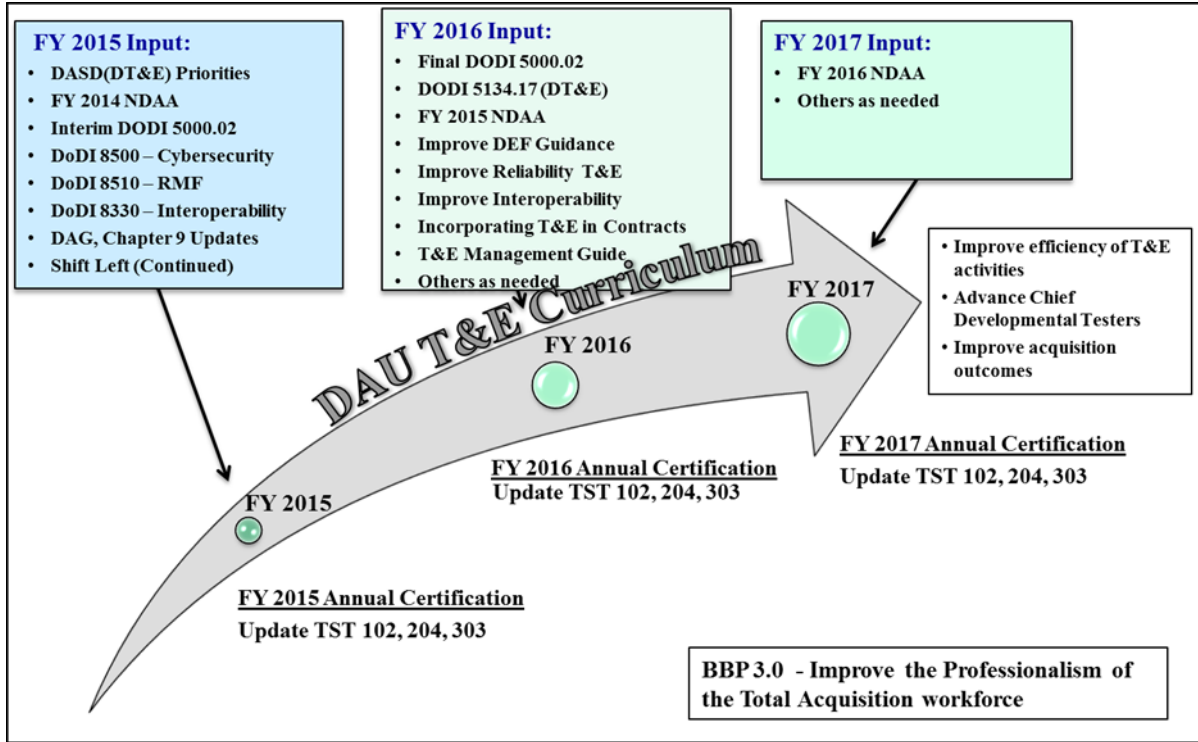 FY 2015 Input:
• DASD(DT&E) Priorities
• FY 2014 NDAA
• Interim DODI 5000.02
• DoDI 8500 – Cybersecurity
• DoDI 8510 – RMF
• DoDI 8330 – Interoperability
• DAG, Chapter 9 Updates
• Shift Left (Continued)
FY 2016 Input:
• Final DODI 5000.02
• DODI 5134.17 (DT&E)
• FY 2015 NDAA
• Improve DEF Guidance
• Improve Reliability T&E
• Improve Interoperability
• Incorporating T&E in Contracts
• T&E Management Guide
• Others as needed
FY 2017 Input:
• FY 2016 NDAA
• Others as needed
DAU T&E Curriculum
FY 2015
FY 2016
FY 2017
• Improve efficiency of T&E
activities
• Advance Chief
Developmental Testers
• Improve acquisition
outcomes
FY 2015 Annual Certification
Update TST 102, 204, 303
FY 2016 Annual Certification
Update TST 102, 204, 303
FY 2017 Annual Certification
Update TST 102, 204, 303
BBP 3.0 - Improve the Professionalism of
the Total Acquisition workforce